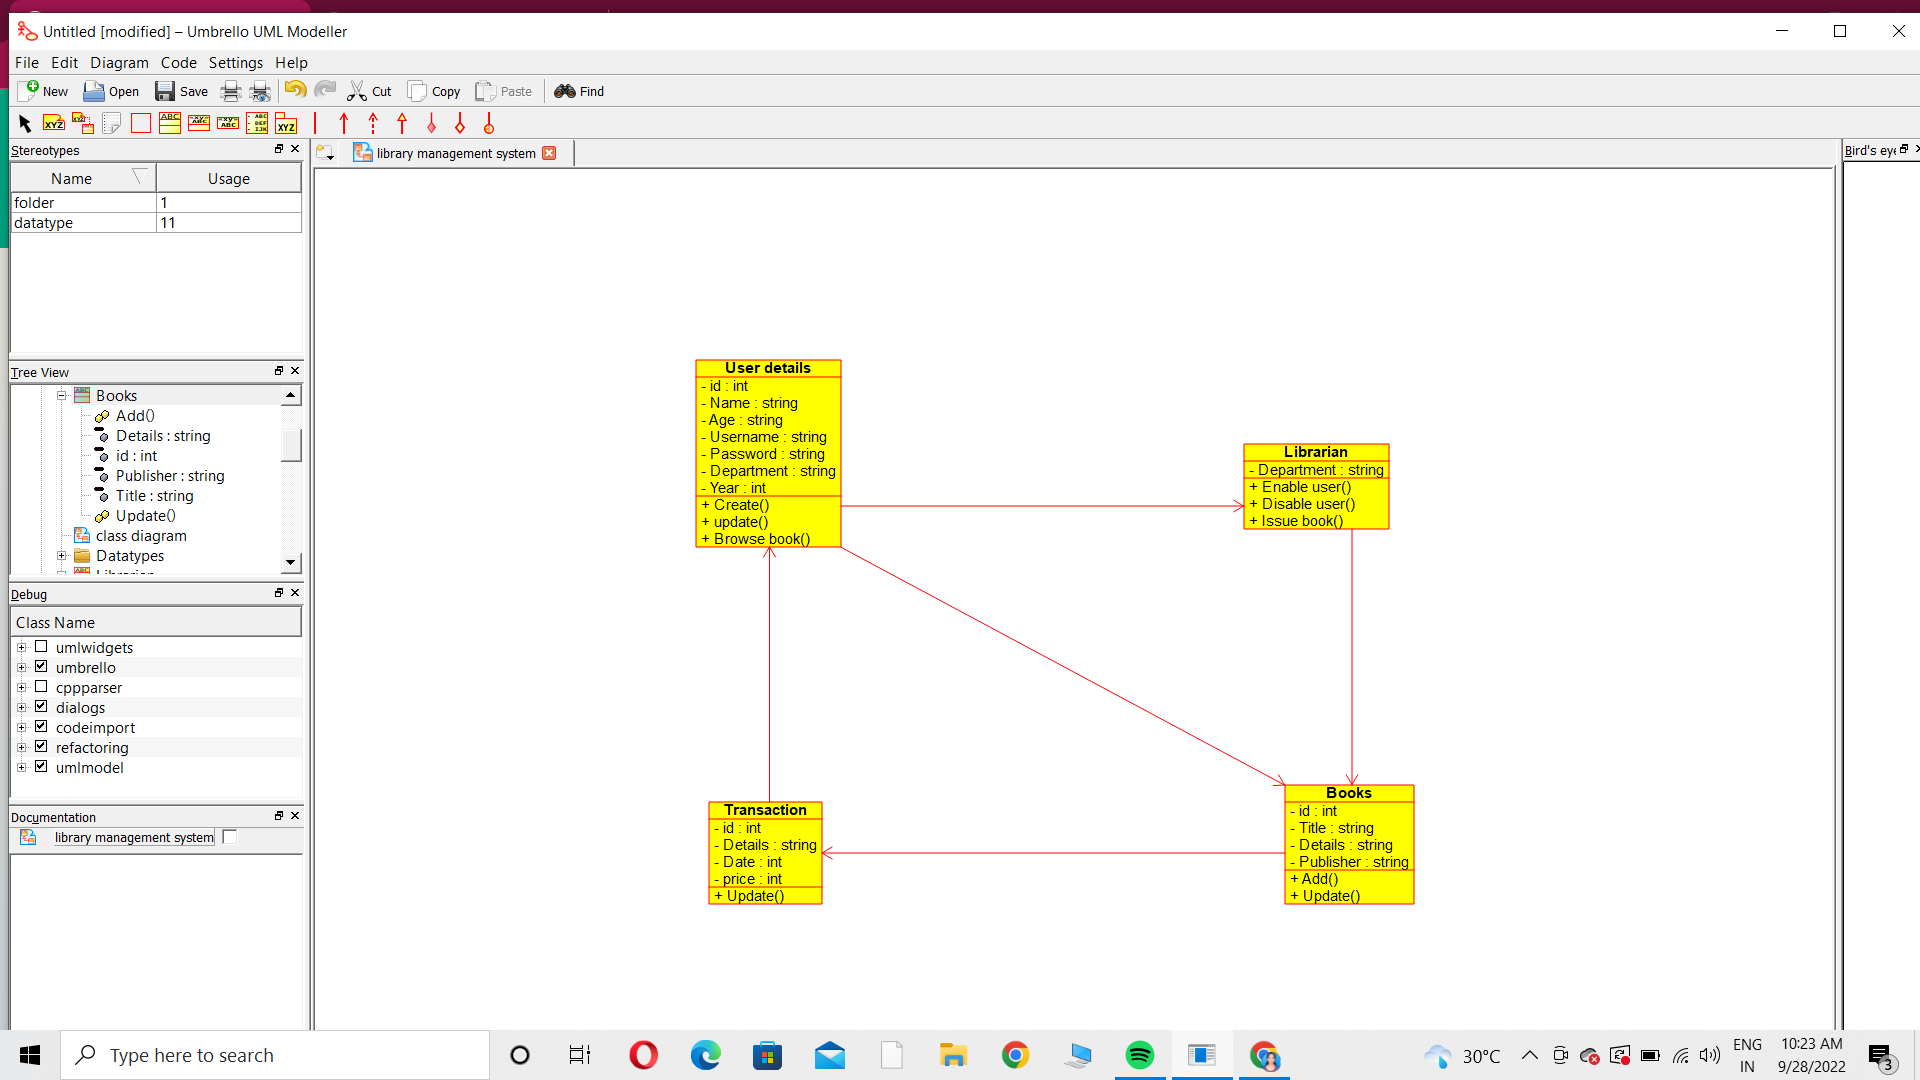 Untitled [modified] – Umbrello UML Modeller
File Edit Diagram Code Settings Help
New Open Save Cut Copy Paste Find
Stereotypes
library management system
Bird's eye
Name Usage
folder 1
datatype 11
Tree View
Books
Add()
Details : string
id : int
Publisher : string
Title : string
Update()
class diagram
Datatypes
Librarian
Debug
Class Name
umlwidgets
umbrello
cppparser
dialogs
codeimport
refactoring
umlmodel
Documentation
library management system
User details
- id : int
- Name : string
- Age : string
- Username : string
- Password : string
- Department : string
- Year : int
+ Create()
+ update()
+ Browse book()
Librarian
- Department : string
+ Enable user()
+ Disable user()
+ Issue book()
Transaction
- id : int
- Details : string
- Date : int
- price : int
+ Update()
Books
- id : int
- Title : string
- Details : string
- Publisher : string
+ Add()
+ Update()
Type here to search
30°C
ENG
IN
10:23 AM
9/28/2022
3